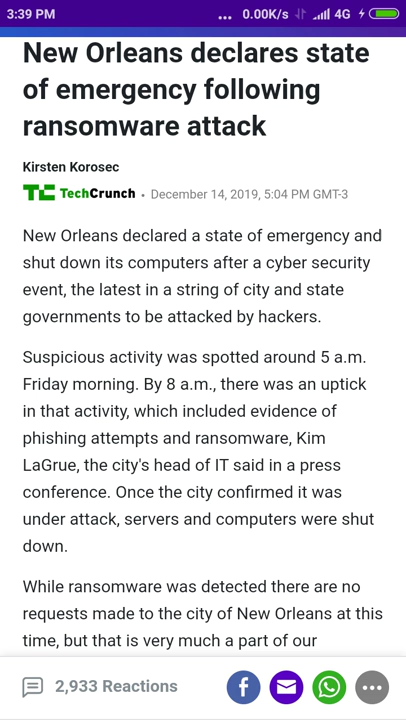 3:39 PM ... 0.00K/s 4G
New Orleans declares state
of emergency following
ransomware attack
Kirsten Korosec
TC TechCrunch • December 14, 2019, 5:04 PM GMT-3
New Orleans declared a state of emergency and
shut down its computers after a cyber security
event, the latest in a string of city and state
governments to be attacked by hackers.
Suspicious activity was spotted around 5 a.m.
Friday morning. By 8 a.m., there was an uptick
in that activity, which included evidence of
phishing attempts and ransomware, Kim
LaGrue, the city's head of IT said in a press
conference. Once the city confirmed it was
under attack, servers and computers were shut
down.
While ransomware was detected there are no
requests made to the city of New Orleans at this
time, but that is very much a part of our
2,933 Reactions f